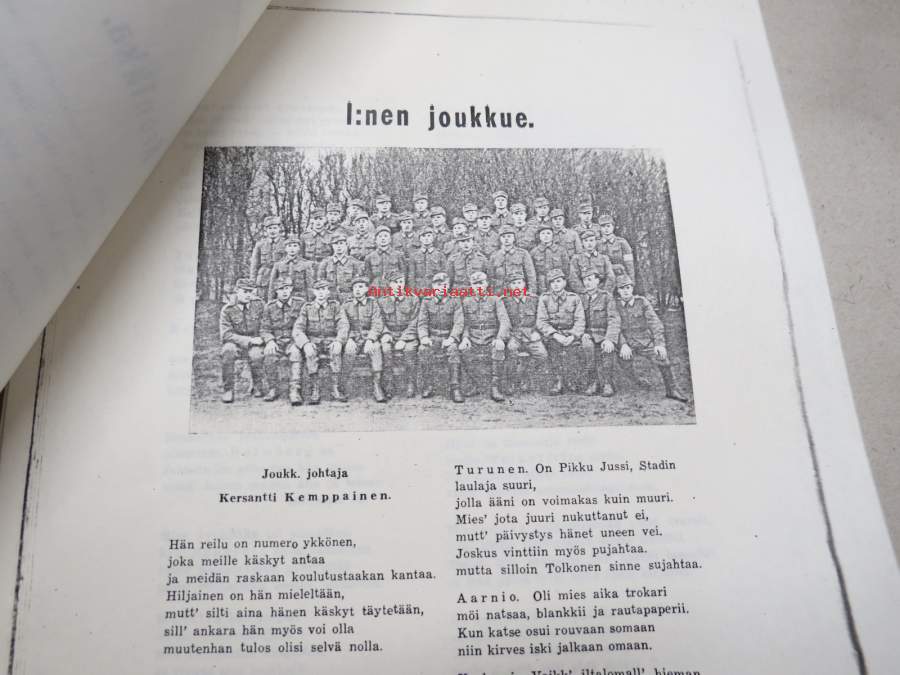 I:nen joukkue.
antikvariaatti.net
Joukk. johtaja
Kersantti Kemppainen.
Hän reilu on numero ykkönen,
joka meille käskyt antaa
ja meidän raskaan koulutustaakan kantaa.
Hiljainen on hän mieleltään,
mutt' silti aina hänen käskyt täytetään,
sill' ankara hän myös voi olla
muutenhan tulos olisi selvä nolla.
Turunen. On Pikku Jussi, Stadin
laulaja suuri,
jolla ääni on voimakas kuin muuri.
Mies' jota juuri nukuttanut ei,
mutt' päivystys hänet uneen vei.
Joskus vinttiin myös pujahtaa.
mutta silloin Tolkonen sinne sujahtaa.
Aarnio. Oli mies aika trokari
möi natsaa, blankkii ja rautapaperii.
Kun katse osui rouvaan somaan
niin kirves iski jalkaan omaan.
Veikk' iltalomall' hieman